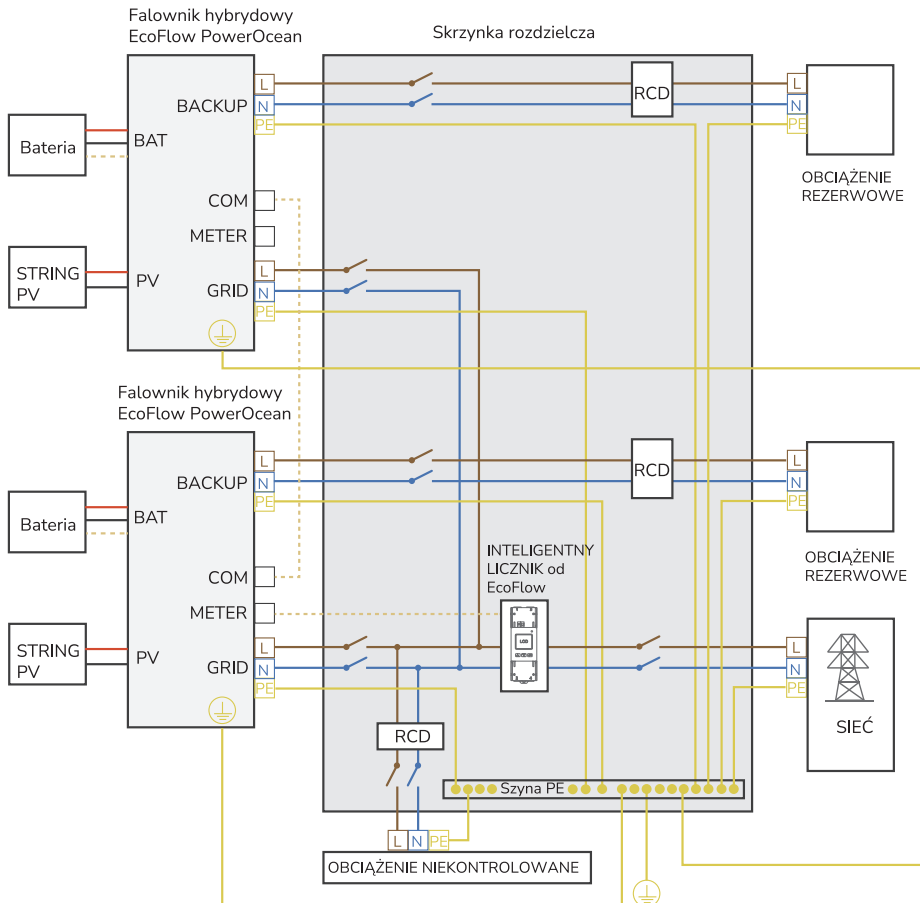 Falownik hybrydowy
EcoFlow PowerOcean
Skrzynka rozdzielcza
L
N
PE
BACKUP
RCD
L
N
PE
Bateria
BAT
OBCIĄŻENIE
REZERWOWE
COM
METER
STRING
PV
PV
L
GRID
N
PE
Falownik hybrydowy
EcoFlow PowerOcean
L
N
PE
BACKUP
RCD
L
N
PE
Bateria
BAT
INTELIGENTNY
LICZNIK od
EcoFlow
OBCIĄŻENIE
REZERWOWE
COM
METER
STRING
PV
PV
L
GRID
N
PE
L
N
PE
SIEĆ
RCD
Szyna PE
L
N
PE
OBCIĄŻENIE NIEKONTROLOWANE